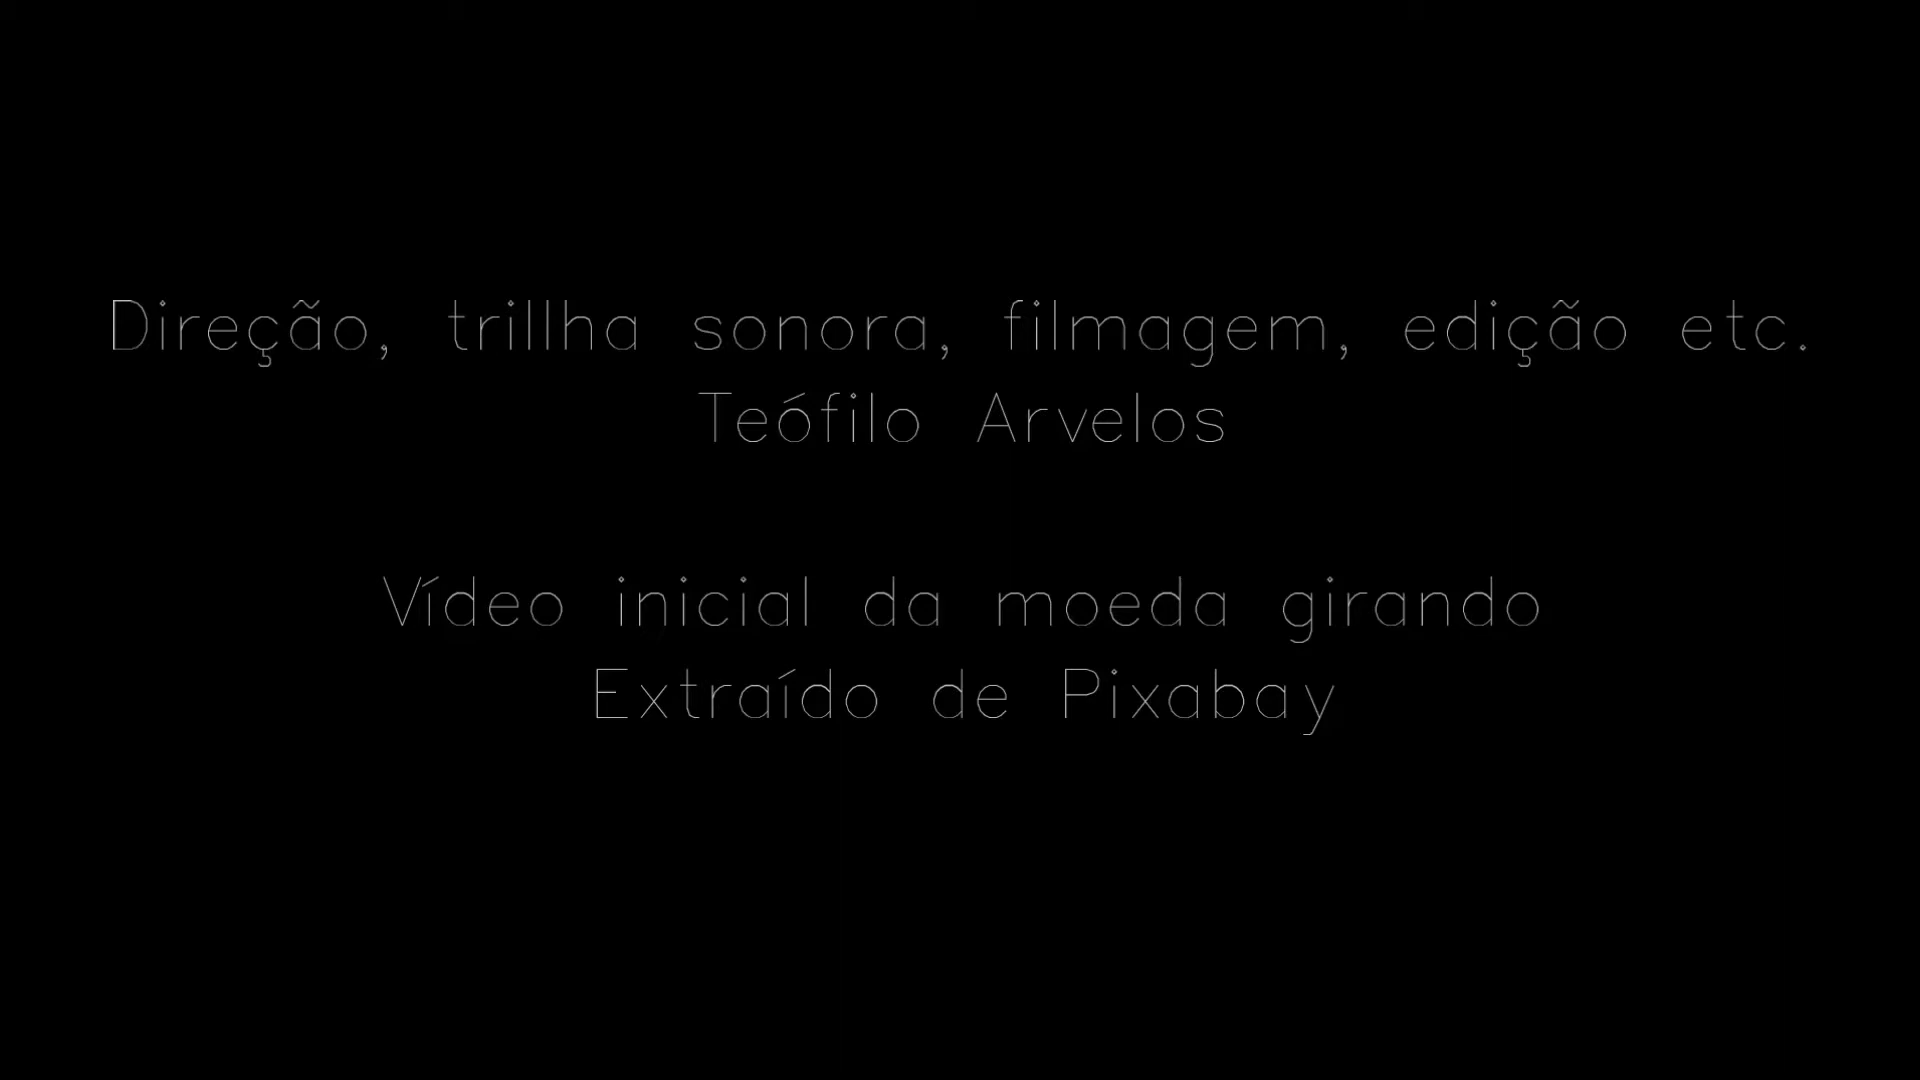 Direção, trillha sonora, filmagem, edição etc.
Teófilo Arvelos
Vídeo inicial da moeda girando
Extraído de Pixabay